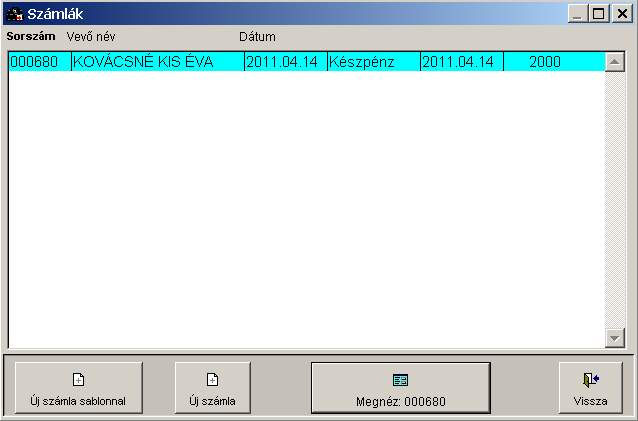 Számlák
Sorszám Vevő név Dátum
000680 KOVÁCSNÉ KIS ÉVA 2011.04.14 Készpénz 2011.04.14 2000
Új számla sablonnal Új számla Megnéz: 000680 Vissza